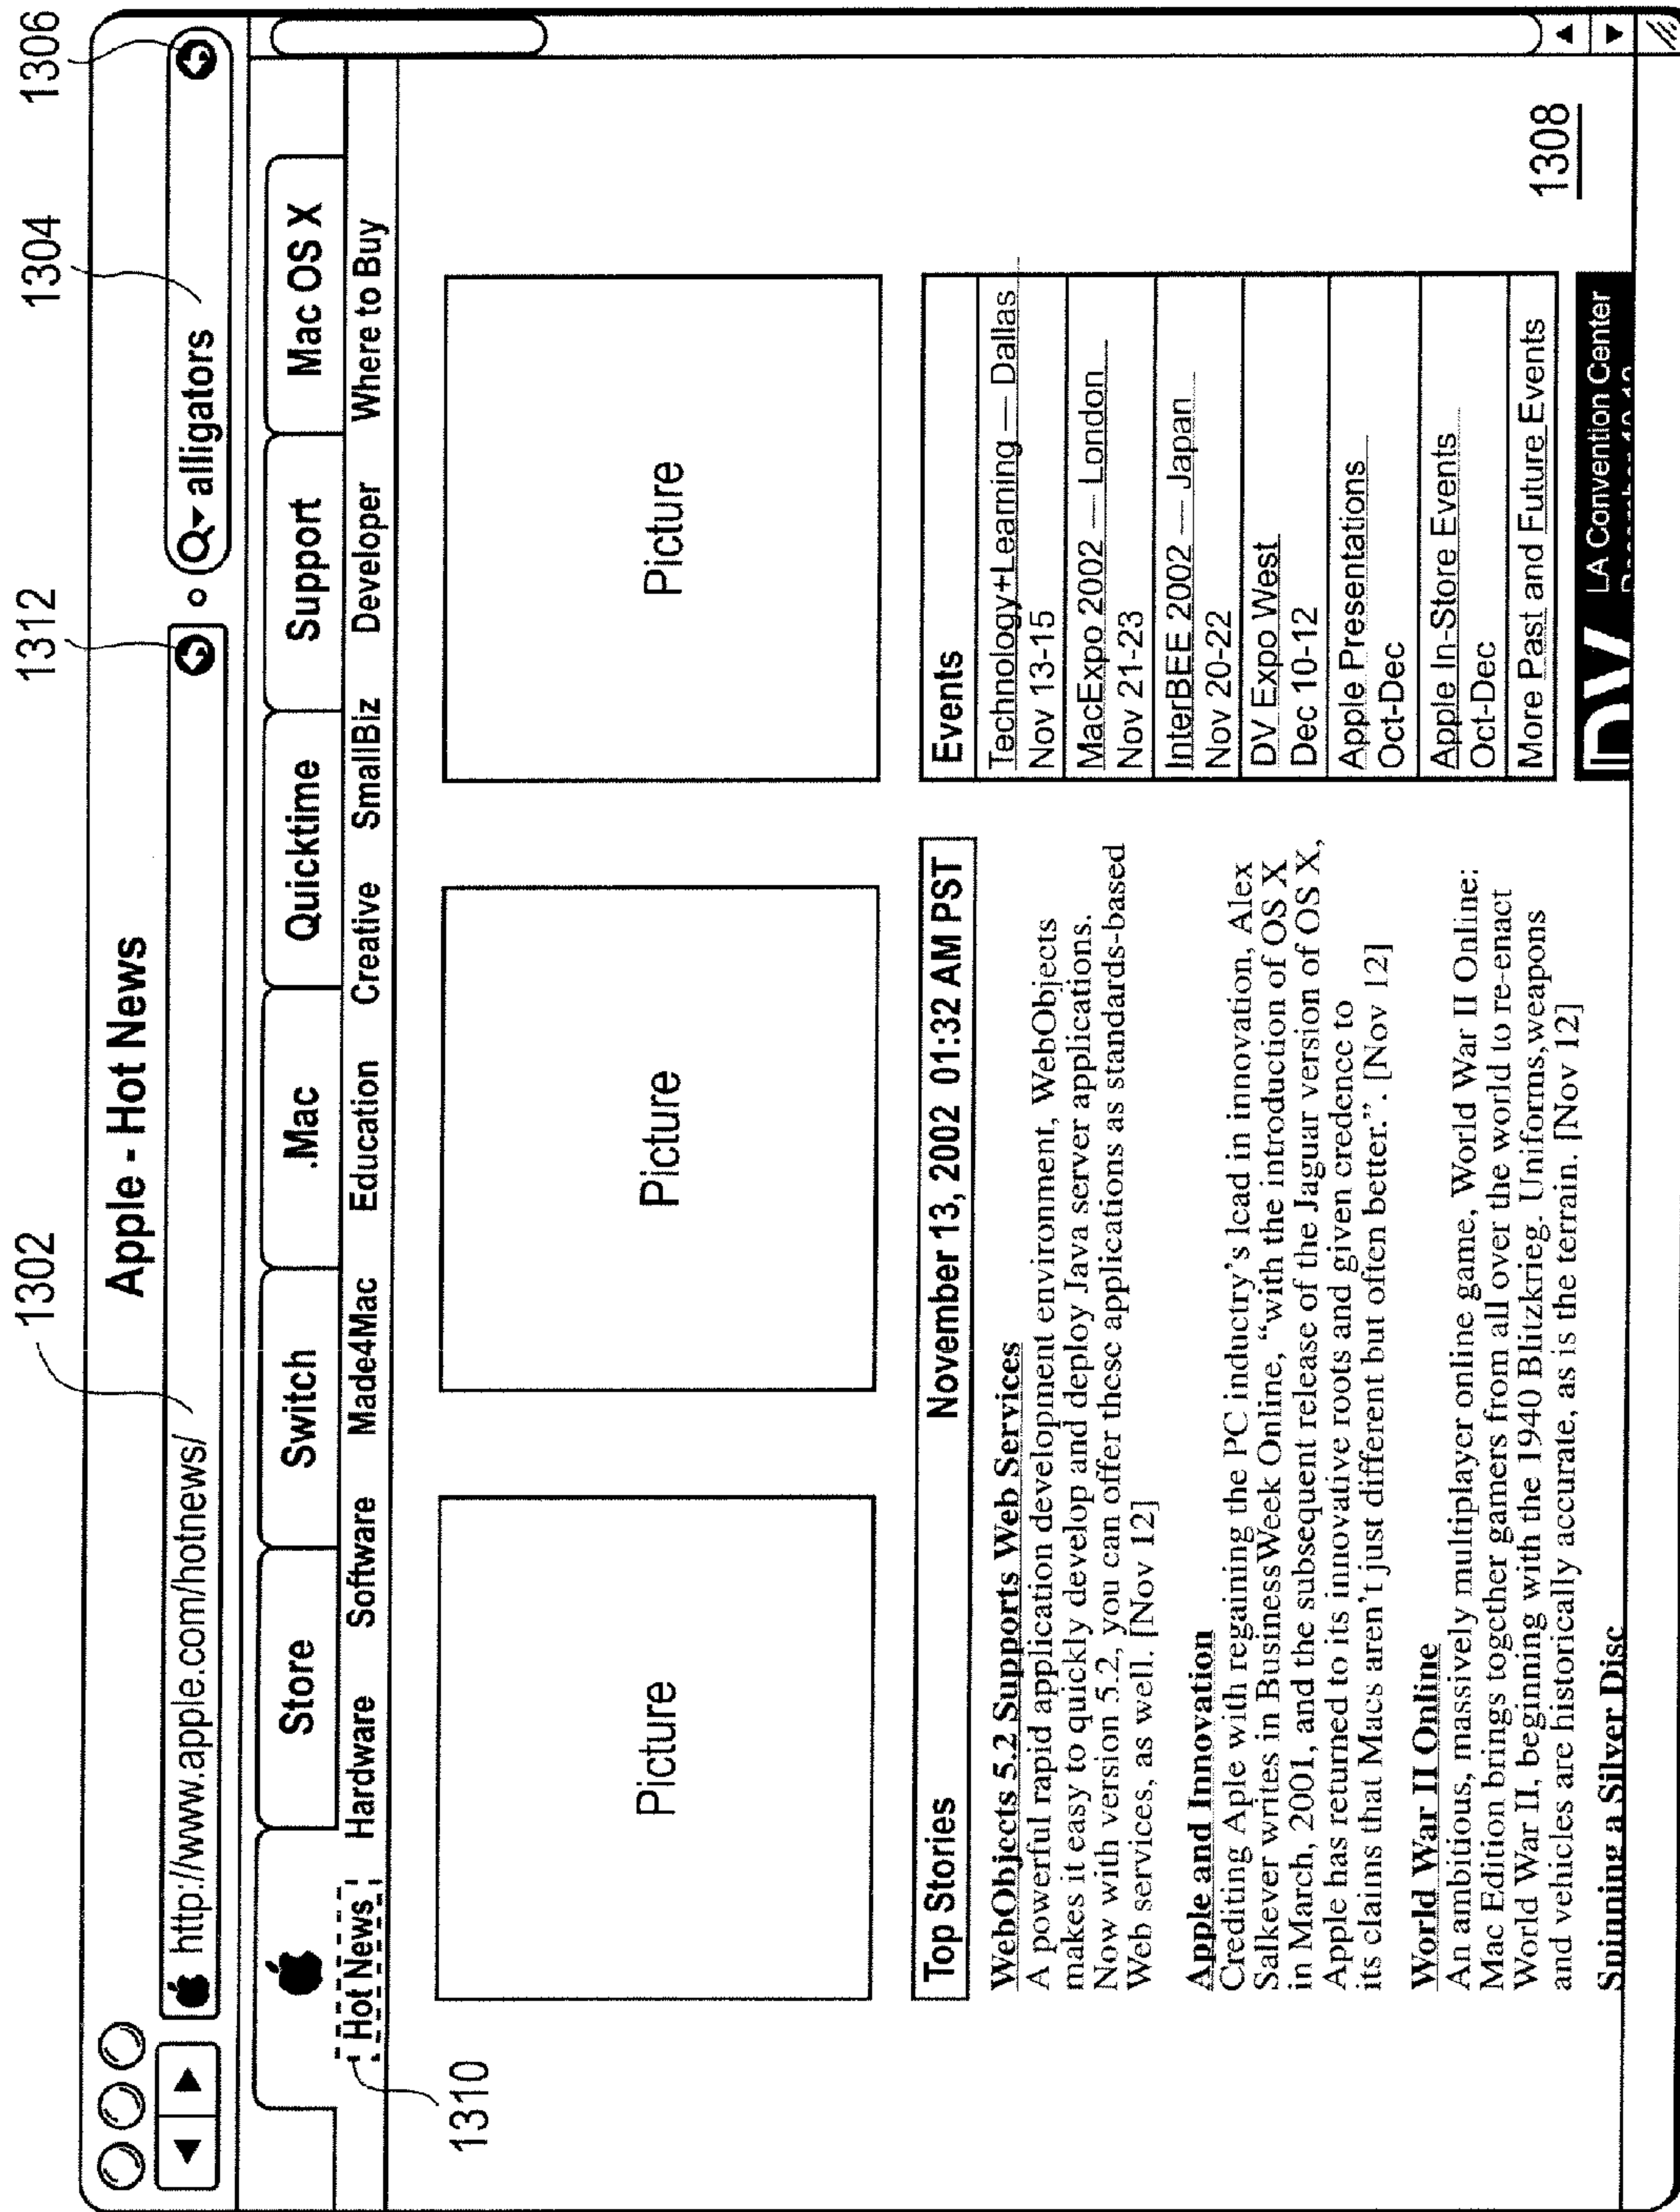 1302
1312
1304
1306
Apple - Hot News
http://www.apple.com/hotnews/
alligators
Store
Switch
.Mac
Quicktime
Support
Mac OS X
Hot News
Hardware
Software
Made4Mac
Education
Creative
SmallBiz
Developer
Where to Buy
1310
Picture
Picture
Picture
Top Stories
November 13, 2002 01:32 AM PST
WebObjects 5.2 Supports Web Services
A powerful rapid application development environment, WebObjects
makes it easy to quickly develop and deploy Java server applications.
Now with version 5.2, you can offer these applications as standards-based
Web services, as well. [Nov 12]
Apple and Innovation
Crediting Aple with regaining the PC inductry's lead in innovation, Alex
Salkever writes in BusinessWeek Online, “with the introduction of OS X
in March, 2001, and the subsequent release of the Jaguar version of OS X,
Apple has returned to its innovative roots and given credence to
its claims that Macs aren't just different but often better.”. [Nov 12]
World War II Online
An ambitious, massively multiplayer online game, World War II Online:
Mac Edition brings together gamers from all over the world to re-enact
World War II, beginning with the 1940 Blitzkrieg. Uniforms,weapons
and vehicles are historically accurate, as is the terrain. [Nov 12]
Spinning a Silver Disc
Events
Technology+Learning — Dallas
Nov 13-15
MacExpo 2002 — London
Nov 21-23
InterBEE 2002 — Japan
Nov 20-22
DV Expo West
Dec 10-12
Apple Presentations
Oct-Dec
Apple In-Store Events
Oct-Dec
More Past and Future Events
DV
LA Convention Center
1308